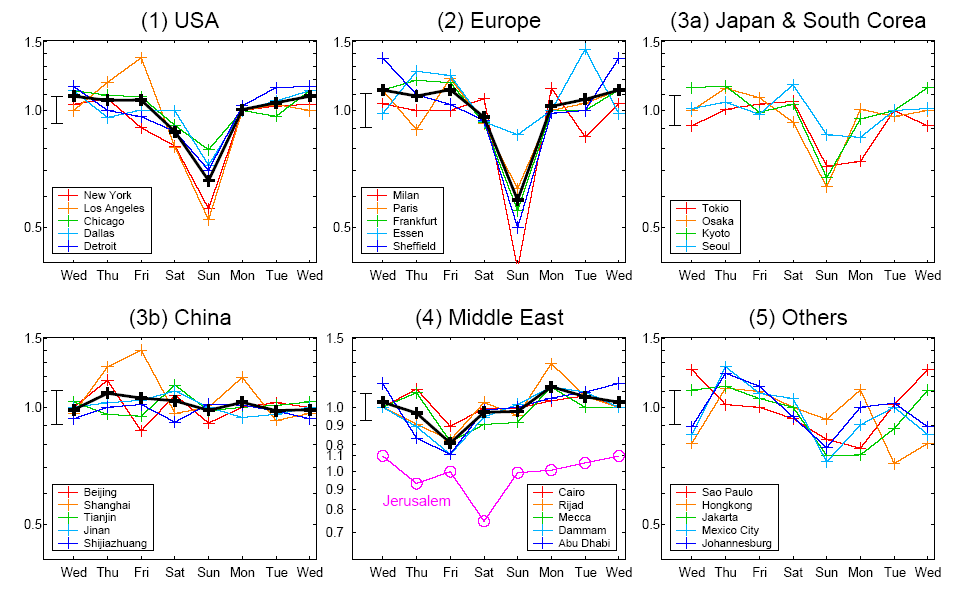 (1) USA
(2) Europe
(3a) Japan & South Corea
1.5
1.0
0.5
New York
Los Angeles
Chicago
Dallas
Detroit
Wed Thu Fri Sat Sun Mon Tue Wed
1.5
1.0
0.5
Milan
Paris
Frankfurt
Essen
Sheffield
Wed Thu Fri Sat Sun Mon Tue Wed
1.5
1.0
0.5
Tokio
Osaka
Kyoto
Seoul
Wed Thu Fri Sat Sun Mon Tue Wed
(3b) China
(4) Middle East
(5) Others
1.5
1.0
0.5
Beijing
Shanghai
Tianjin
Jinan
Shijiazhuang
Wed Thu Fri Sat Sun Mon Tue Wed
1.5
1.0
0.9
0.8
1.1
1.0
0.9
0.8
0.7
Jerusalem
Cairo
Rijad
Mecca
Dammam
Abu Dhabi
Wed Thu Fri Sat Sun Mon Tue Wed
1.5
1.0
0.5
Sao Paulo
Hongkong
Jakarta
Mexico City
Johannesburg
Wed Thu Fri Sat Sun Mon Tue Wed